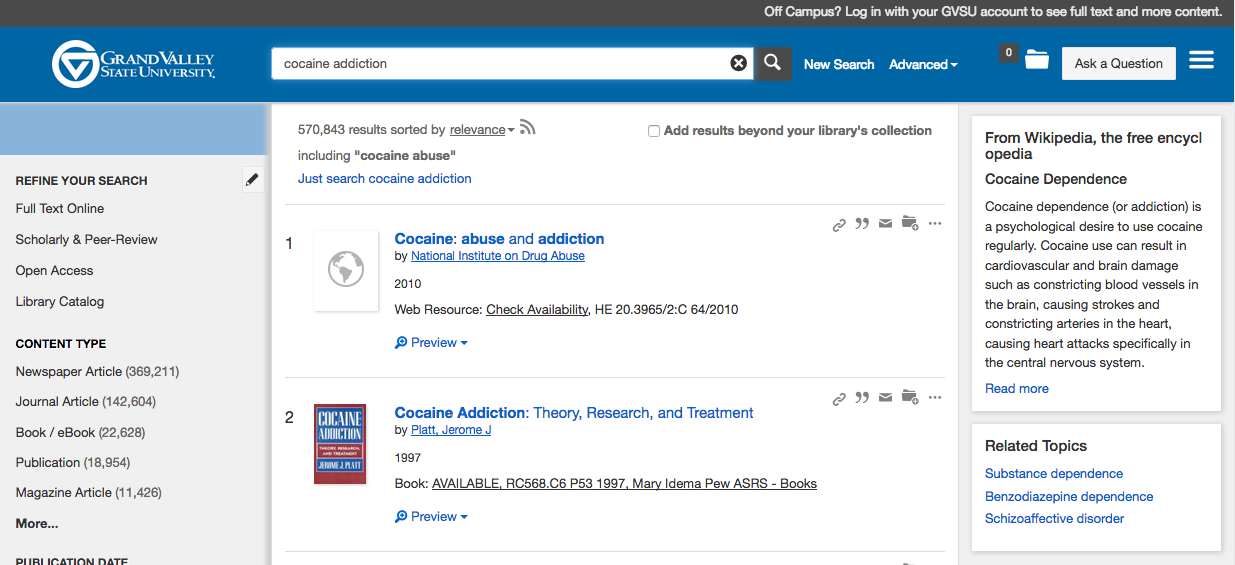 Off Campus? Log in with your GVSU account to see full text and more content.
GRAND VALLEY
STATE UNIVERSITY.
cocaine addiction
New Search
Advanced
0
Ask a Question
570,843 results sorted by relevance
Add results beyond your library's collection
including "cocaine abuse"
Just search cocaine addiction
REFINE YOUR SEARCH
Full Text Online
Scholarly & Peer-Review
Open Access
Library Catalog
CONTENT TYPE
Newspaper Article (369,211)
Journal Article (142,604)
Book / eBook (22,628)
Publication (18,954)
Magazine Article (11,426)
More...
PUBLICATION DATE
1
Cocaine: abuse and addiction
by National Institute on Drug Abuse
2010
Web Resource: Check Availability, HE 20.3965/2:C 64/2010
Preview
2
COCAINE
ADDICTION
THEORY, RESEARCH,
AND TREATMENT
JEROME J. PLATT
Cocaine Addiction: Theory, Research, and Treatment
by Platt, Jerome J
1997
Book: AVAILABLE, RC568.C6 P53 1997, Mary Idema Pew ASRS - Books
Preview
From Wikipedia, the free encycl
opedia
Cocaine Dependence
Cocaine dependence (or addiction) is
a psychological desire to use cocaine
regularly. Cocaine use can result in
cardiovascular and brain damage
such as constricting blood vessels in
the brain, causing strokes and
constricting arteries in the heart,
causing heart attacks specifically in
the central nervous system.
Read more
Related Topics
Substance dependence
Benzodiazepine dependence
Schizoaffective disorder